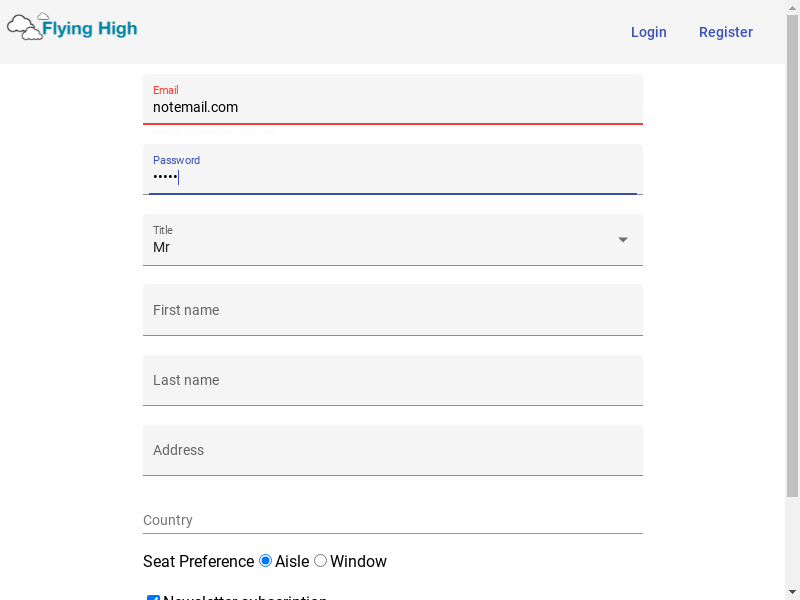 Flying High
Login
Register
Email
notemail.com
Password
•••••
Title
Mr
First name
Last name
Address
Country
Seat Preference Aisle Window
Newsletter subscription